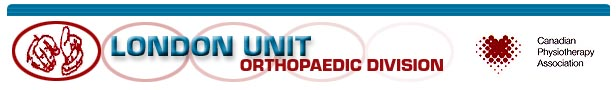 LONDON UNIT
ORTHOPAEDIC DIVISION
Canadian
Physiotherapy
Association